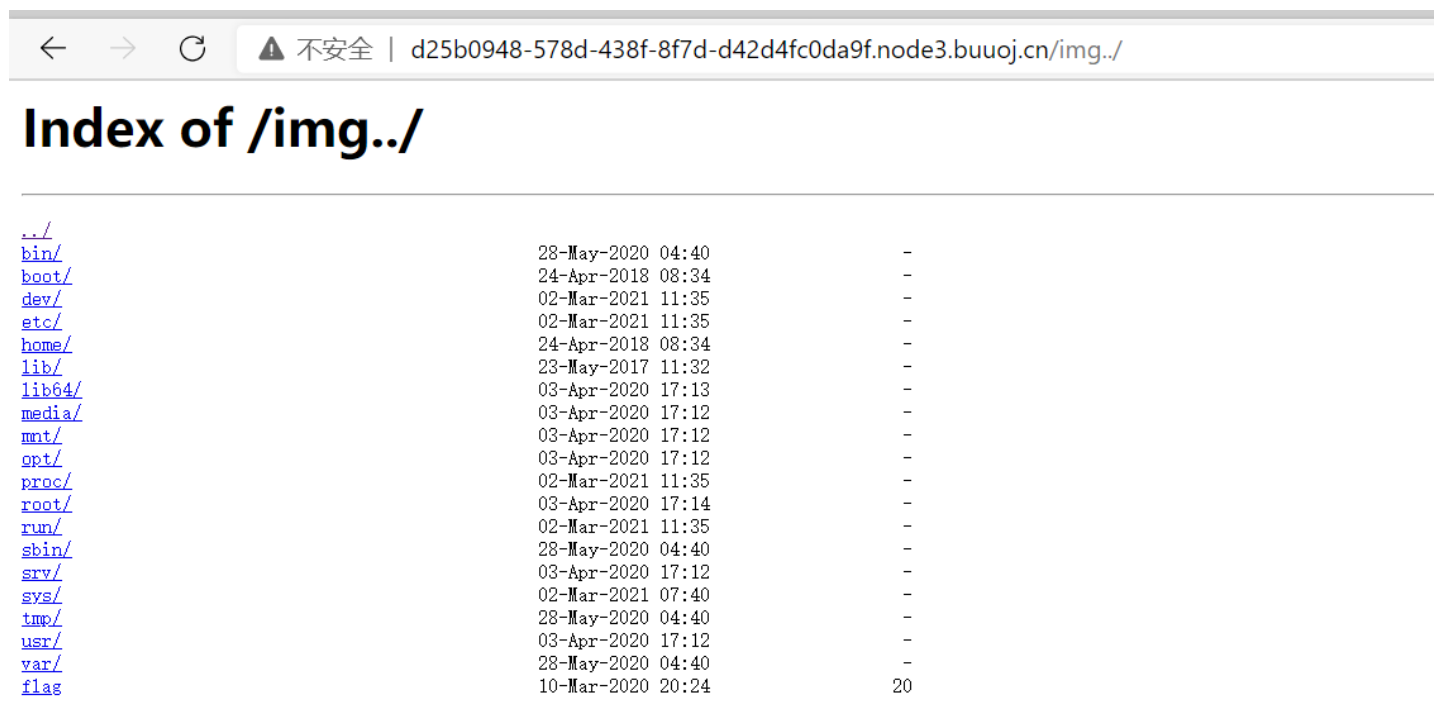 不安全 | d25b0948-578d-438f-8f7d-d42d4fc0da9f.node3.buuoj.cn/img../
Index of /img../
../
bin/ 28-May-2020 04:40 -
boot/ 24-Apr-2018 08:34 -
dev/ 02-Mar-2021 11:35 -
etc/ 02-Mar-2021 11:35 -
home/ 24-Apr-2018 08:34 -
lib/ 23-May-2017 11:32 -
lib64/ 03-Apr-2020 17:13 -
media/ 03-Apr-2020 17:12 -
mnt/ 03-Apr-2020 17:12 -
opt/ 03-Apr-2020 17:12 -
proc/ 02-Mar-2021 11:35 -
root/ 03-Apr-2020 17:14 -
run/ 02-Mar-2021 11:35 -
sbin/ 28-May-2020 04:40 -
srv/ 03-Apr-2020 17:12 -
sys/ 02-Mar-2021 07:40 -
tmp/ 28-May-2020 04:40 -
usr/ 03-Apr-2020 17:12 -
var/ 28-May-2020 04:40 -
flag 10-Mar-2020 20:24 20